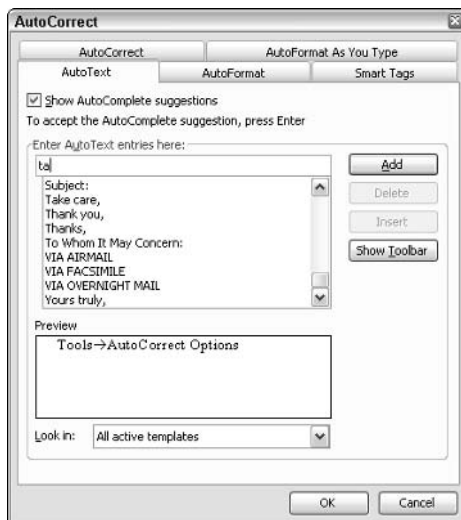 AutoCorrect
AutoCorrect AutoFormat As You Type
AutoText AutoFormat Smart Tags
Show AutoComplete suggestions
To accept the AutoComplete suggestion, press Enter
Enter AutoText entries here:
ta Add
Subject:
Take care,
Delete
Thank you,
Thanks,
Insert
To Whom It May Concern:
VIA AIRMAIL
Show Toolbar
VIA FACSIMILE
VIA OVERNIGHT MAIL
Yours truly,
Preview
Tools→AutoCorrect Options
Look in: All active templates
OK Cancel